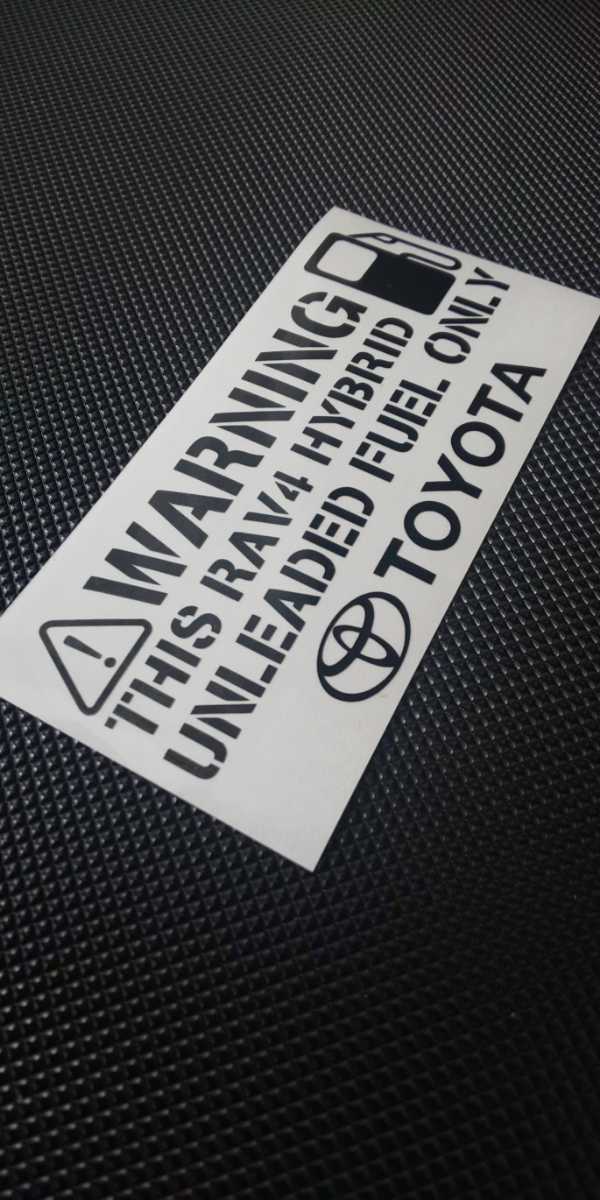 WARNING
THIS RAV4 HYBRID
UNLEADED FUEL ONLY
TOYOTA